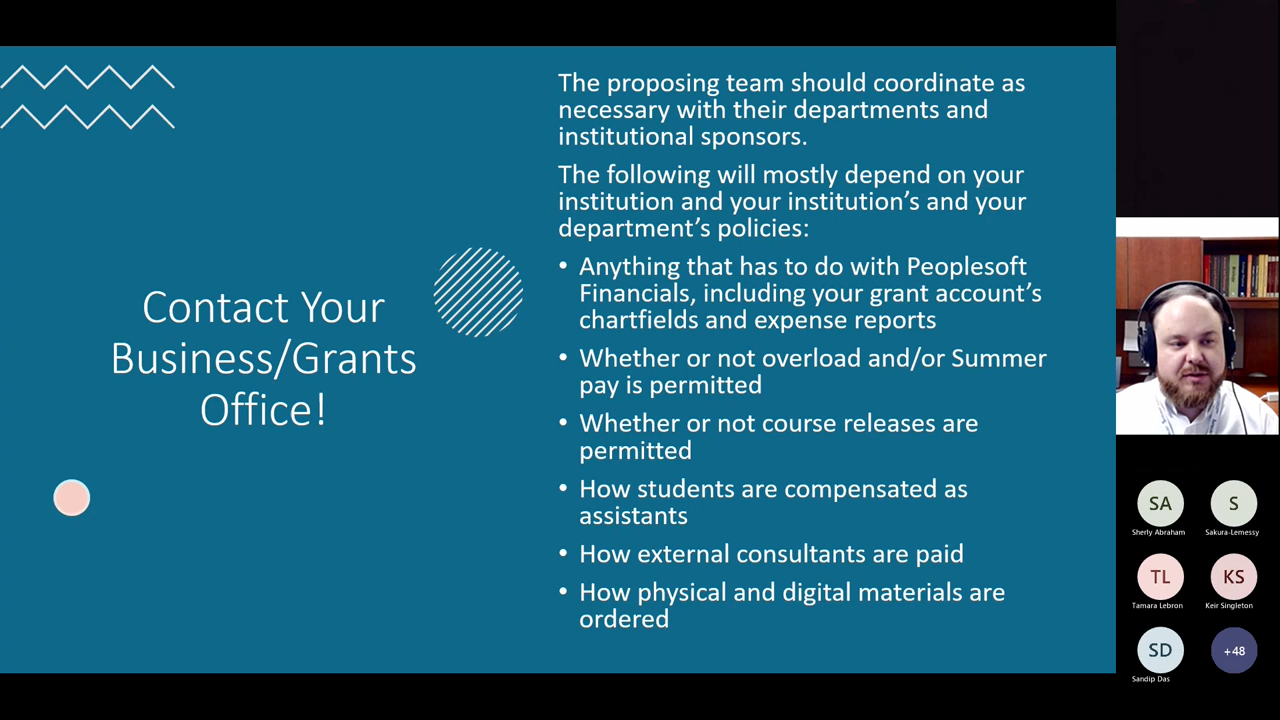 Contact Your
Business/Grants
Office!
The proposing team should coordinate as
necessary with their departments and
institutional sponsors.
The following will mostly depend on your
institution and your institution’s and your
department’s policies:
• Anything that has to do with Peoplesoft
Financials, including your grant account’s
chartfields and expense reports
• Whether or not overload and/or Summer
pay is permitted
• Whether or not course releases are
permitted
• How students are compensated as
assistants
• How external consultants are paid
• How physical and digital materials are
ordered
SA
Sherly Abraham
S
Sakura-Lemessy
TL
Tamara Lebron
KS
Keir Singleton
SD
Sandip Das
+48